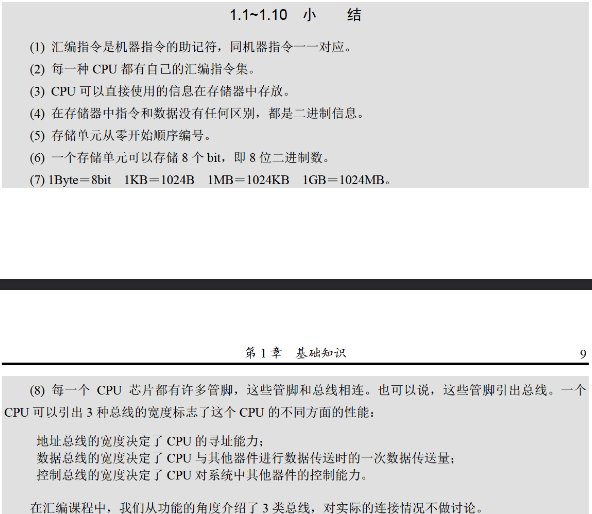 1.1~1.10 小 结
(1) 汇编指令是机器指令的助记符，同机器指令一一对应。
(2) 每一种 CPU 都有自己的汇编指令集。
(3) CPU 可以直接使用的信息在存储器中存放。
(4) 在存储器中指令和数据没有任何区别，都是二进制信息。
(5) 存储单元从零开始顺序编号。
(6) 一个存储单元可以存储 8 个 bit，即 8 位二进制数。
(7) 1Byte＝8bit 1KB＝1024B 1MB＝1024KB 1GB＝1024MB。
第 1 章 基础知识 9
(8) 每一个 CPU 芯片都有许多管脚，这些管脚和总线相连。也可以说，这些管脚引出总线。一个
CPU 可以引出 3 种总线的宽度标志了这个 CPU 的不同方面的性能：
地址总线的宽度决定了 CPU 的寻址能力；
数据总线的宽度决定了 CPU 与其他器件进行数据传送时的一次数据传送量；
控制总线的宽度决定了 CPU 对系统中其他器件的控制能力。
在汇编课程中，我们从功能的角度介绍了 3 类总线，对实际的连接情况不做讨论。